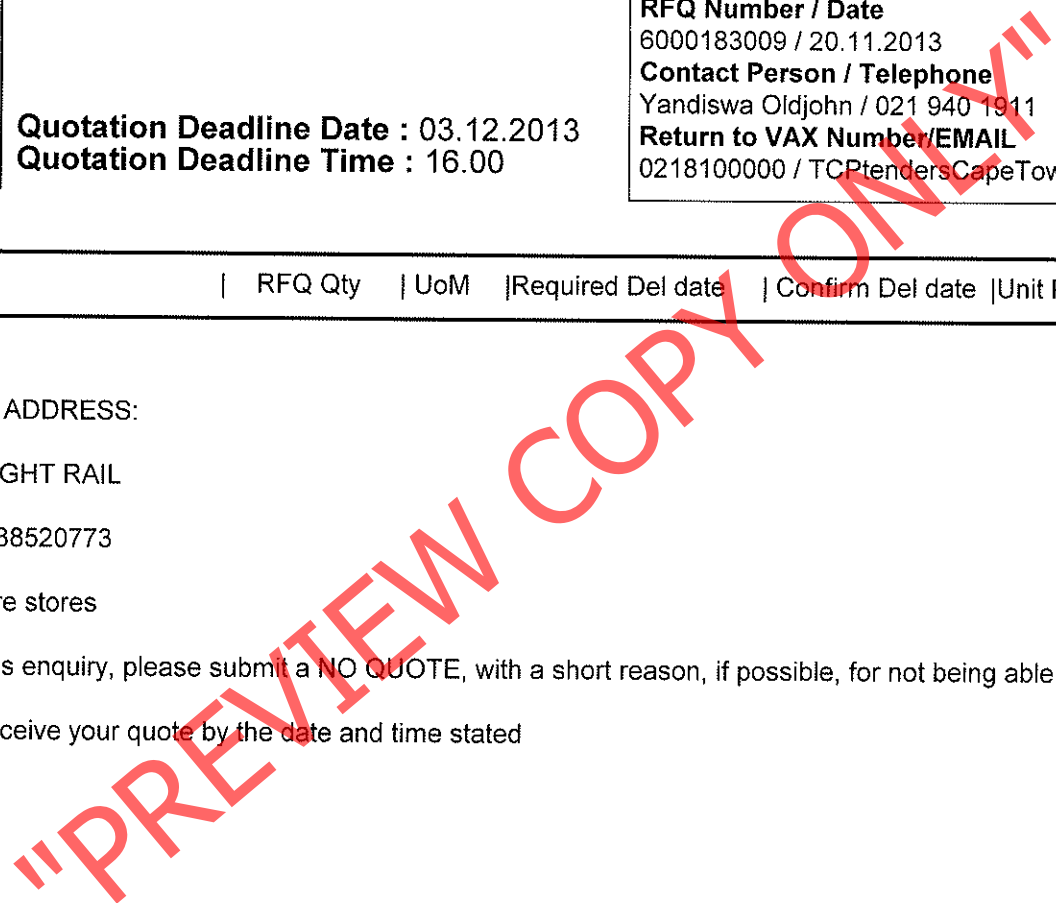 RFQ Number / Date
6000183009 / 20.11.2013
Contact Person / Telephone
Yandiswa Oldjohn / 021 940 1911
Return to VAX Number/EMAIL
0218100000 / TCPtendersCapeTow
Quotation Deadline Date : 03.12.2013
Quotation Deadline Time : 16.00
| RFQ Qty | UoM |Required Del date | Confirm Del date |Unit
ADDRESS:
GHT RAIL
38520773
re stores
s enquiry, please submit a NO QUOTE, with a short reason, if possible, for not being able
ceive your quote by the date and time stated
"PREVIEW COPY ONLY"